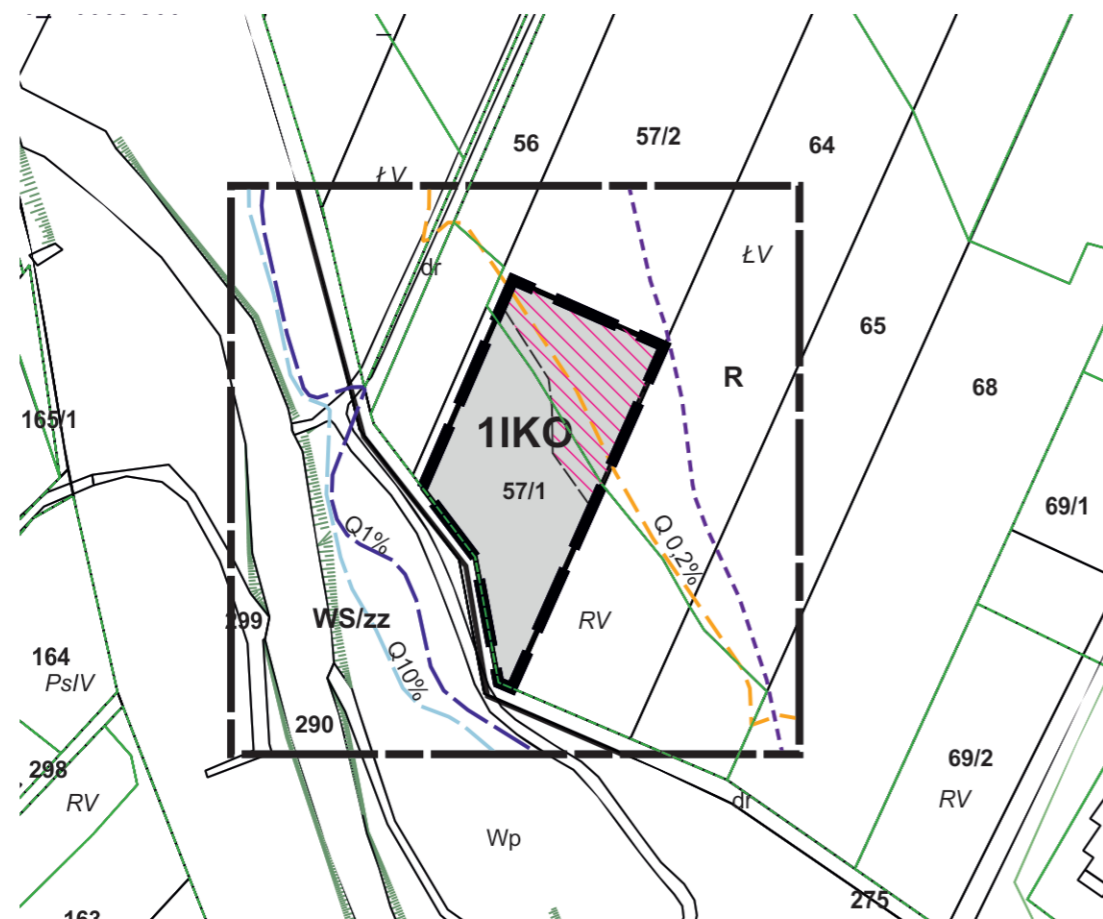 56
57/2
64
ŁV
ŁV
dr
65
R
68
165/1
1IKO
57/1
69/1
Q1%
Q 0,2%
299
WS/zz
RV
164
PsIV
Q10%
290
298
69/2
RV
RV
dr
Wp
275
163